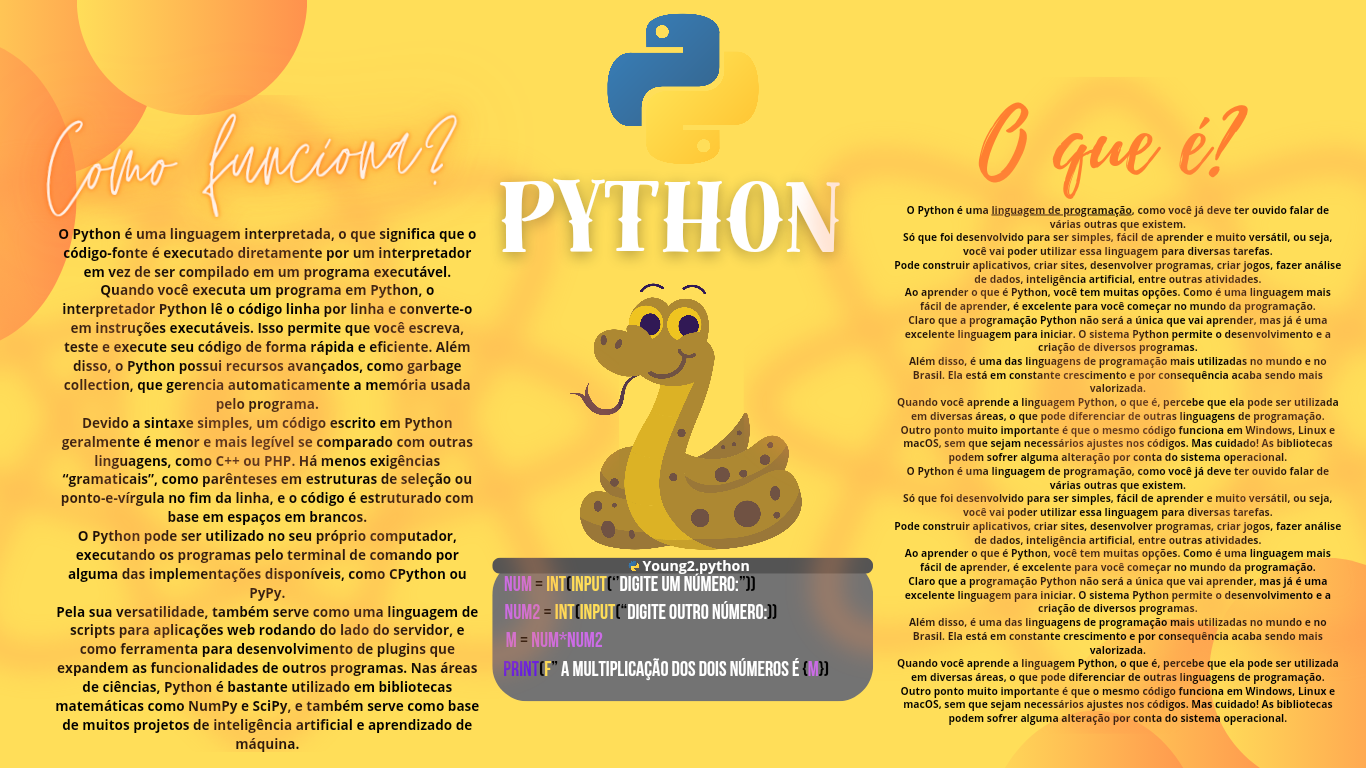 Como funciona?
O Python é uma linguagem interpretada, o que significa que o
código-fonte é executado diretamente por um interpretador
em vez de ser compilado em um programa executável.
Quando você executa um programa em Python, o
interpretador Python lê o código linha por linha e converte-o
em instruções executáveis. Isso permite que você escreva,
teste e execute seu código de forma rápida e eficiente. Além
disso, o Python possui recursos avançados, como garbage
collection, que gerencia automaticamente a memória usada
pelo programa.
Devido a sintaxe simples, um código escrito em Python
geralmente é menor e mais legível se comparado com outras
linguagens, como C++ ou PHP. Há menos exigências
“gramaticais”, como parênteses em estruturas de seleção ou
ponto-e-vírgula no fim da linha, e o código é estruturado com
base em espaços em brancos.
O Python pode ser utilizado no seu próprio computador,
executando os programas pelo terminal de comando por
alguma das implementações disponíveis, como CPython ou
PyPy.
Pela sua versatilidade, também serve como uma linguagem de
scripts para aplicações web rodando do lado do servidor, e
como ferramenta para desenvolvimento de plugins que
expandem as funcionalidades de outros programas. Nas áreas
de ciências, Python é bastante utilizado em bibliotecas
matemáticas como NumPy e SciPy, e também serve como base
de muitos projetos de inteligência artificial e aprendizado de
máquina.
PYTHON
Young2.python
NUM = INT(INPUT(‘’DIGITE UM NÚMERO:”))
NUM2 = INT(INPUT(“DIGITE OUTRO NÚMERO:))
M = NUM*NUM2
PRINT(F” A MULTIPLICAÇÃO DOS DOIS NÚMEROS É {M})
O que é?
O Python é uma linguagem de programação, como você já deve ter ouvido falar de
várias outras que existem.
Só que foi desenvolvido para ser simples, fácil de aprender e muito versátil, ou seja,
você vai poder utilizar essa linguagem para diversas tarefas.
Pode construir aplicativos, criar sites, desenvolver programas, criar jogos, fazer análise
de dados, inteligência artificial, entre outras atividades.
Ao aprender o que é Python, você tem muitas opções. Como é uma linguagem mais
fácil de aprender, é excelente para você começar no mundo da programação.
Claro que a programação Python não será a única que vai aprender, mas já é uma
excelente linguagem para iniciar. O sistema Python permite o desenvolvimento e a
criação de diversos programas.
Além disso, é uma das linguagens de programação mais utilizadas no mundo e no
Brasil. Ela está em constante crescimento e por consequência acaba sendo mais
valorizada.
Quando você aprende a linguagem Python, o que é, percebe que ela pode ser utilizada
em diversas áreas, o que pode diferenciar de outras linguagens de programação.
Outro ponto muito importante é que o mesmo código funciona em Windows, Linux e
macOS, sem que sejam necessários ajustes nos códigos. Mas cuidado! As bibliotecas
podem sofrer alguma alteração por conta do sistema operacional.
O Python é uma linguagem de programação, como você já deve ter ouvido falar de
várias outras que existem.
Só que foi desenvolvido para ser simples, fácil de aprender e muito versátil, ou seja,
você vai poder utilizar essa linguagem para diversas tarefas.
Pode construir aplicativos, criar sites, desenvolver programas, criar jogos, fazer análise
de dados, inteligência artificial, entre outras atividades.
Ao aprender o que é Python, você tem muitas opções. Como é uma linguagem mais
fácil de aprender, é excelente para você começar no mundo da programação.
Claro que a programação Python não será a única que vai aprender, mas já é uma
excelente linguagem para iniciar. O sistema Python permite o desenvolvimento e a
criação de diversos programas.
Além disso, é uma das linguagens de programação mais utilizadas no mundo e no
Brasil. Ela está em constante crescimento e por consequência acaba sendo mais
valorizada.
Quando você aprende a linguagem Python, o que é, percebe que ela pode ser utilizada
em diversas áreas, o que pode diferenciar de outras linguagens de programação.
Outro ponto muito importante é que o mesmo código funciona em Windows, Linux e
macOS, sem que sejam necessários ajustes nos códigos. Mas cuidado! As bibliotecas
podem sofrer alguma alteração por conta do sistema operacional.